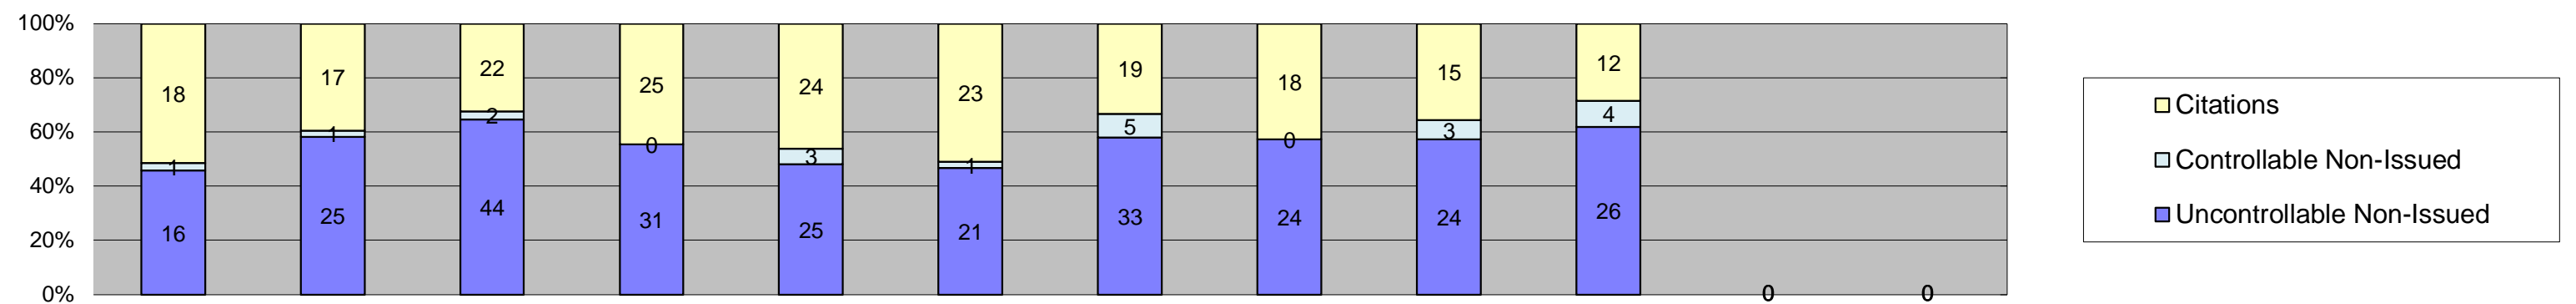 100%
80%
60%
40%
20%
0%
18 17 22 25 24 23 19 18 15 12
1 1 2 0 3 1 5 0 3 4
16 25 44 31 25 21 33 24 24 26 0 0
Citations
Controllable Non-Issued
Uncontrollable Non-Issued